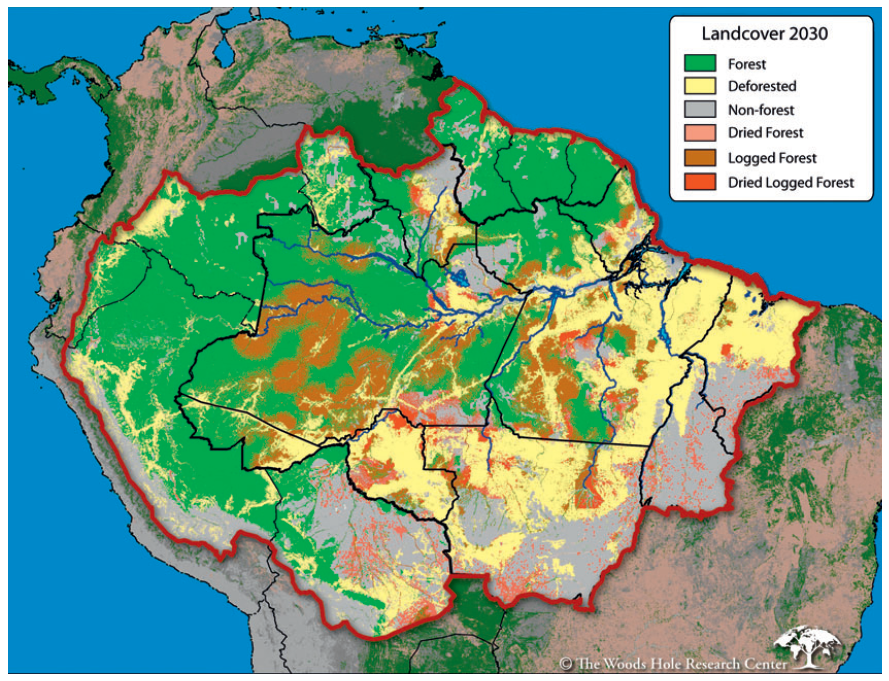 Landcover 2030
Forest
Deforested
Non-forest
Dried Forest
Logged Forest
Dried Logged Forest
© The Woods Hole Research Center